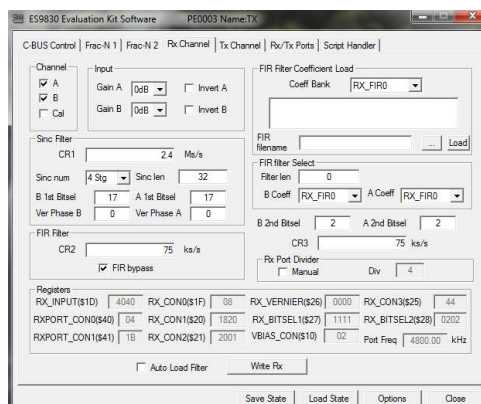 ES9830 Evaluation Kit Software PE0003 Name:TX
C-BUS Control Frac-N 1 Frac-N 2 Rx Channel Tx Channel Rx/Tx Ports Script Handler
Channel
A
B
Cal
Input
Gain A 0dB Invert A
Gain B 0dB Invert B
FIR Filter Coefficient Load
Coeff Bank RX_FIR0
FIR
filename ... Load
Sinc Filter
CR1 2.4 Ms/s
Sinc num 4 Stg Sinc len 32
B 1st Bitsel 17 A 1st Bitsel 17
Ver Phase B 0 Ver Phase A 0
FIR filter Select
Filter len 0
B Coeff RX_FIR0 A Coeff RX_FIR0
B 2nd Bitsel 2 A 2nd Bitsel 2
CR3 75 ks/s
FIR Filter
CR2 75 ks/s
FIR bypass
Rx Port Divider
Manual Div 4
Registers
RX_INPUT($1D) 4040 RX_CON0($1F) 08 RX_VERNIER($26) 0000 RX_CON3($25) 44
RXPORT_CON0($40) 04 RX_CON1($20) 1820 RX_BITSEL1($27) 1111 RX_BITSEL2($28) 0202
RXPORT_CON1($41) 1B RX_CON2($21) 2001 VBIAS_CON($10) 02 Port Freq 4800.00 kHz
Auto Load Filter Write Rx
Save State Load State Options Close